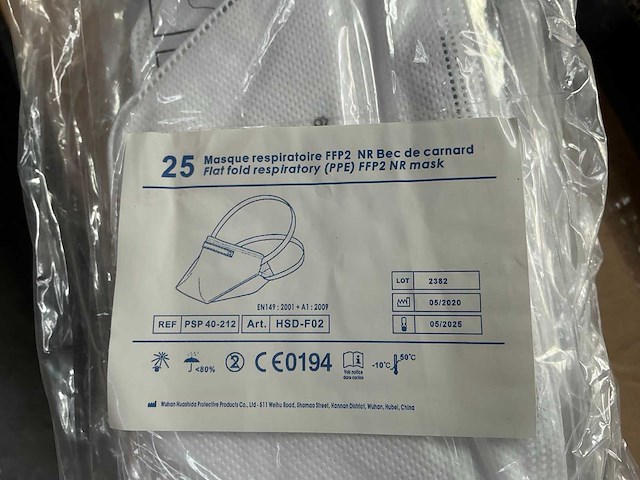 25 Masque respiratoire FFP2 NR Bec de carnard
Flat fold respiratory (PPE) FFP2 NR mask
EN149 : 2001 + A1 : 2009
REF PSP 40-212 Art. HSD-F02
LOT 2362
05/2020
05/2025
<80%
2
CE0194
-10°C 50°C
Wuhan Huashida Protective Products Co., Ltd - 511 Weihu Road, Shamao Street, Hannan District, Wuhan, Hubei, China